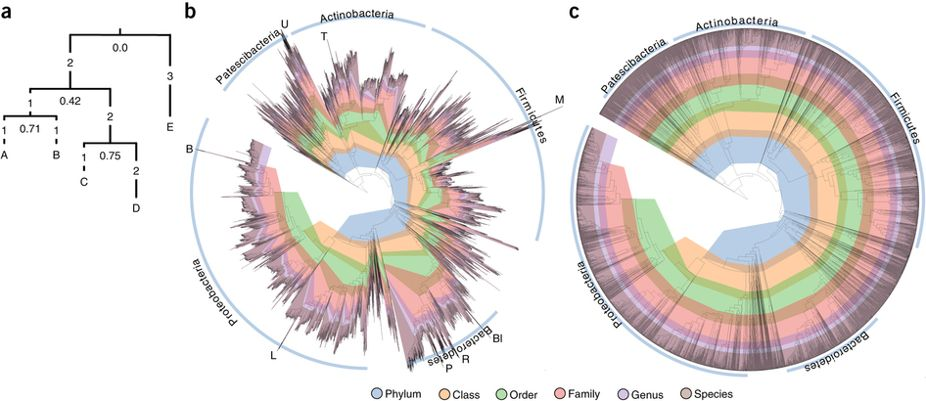 a
0.0
2
3
1
0.42
2
E
1
0.71
1
A
B
1
0.75
2
C
D
b
U
Actinobacteria
T
Patescibacteria
Firmicutes
M
B
Proteobacteria
L
Bacteroidetes
BI
R
P
c
Actinobacteria
Patescibacteria
Firmicutes
Proteobacteria
Bacteroidetes
Phylum Class Order Family Genus Species